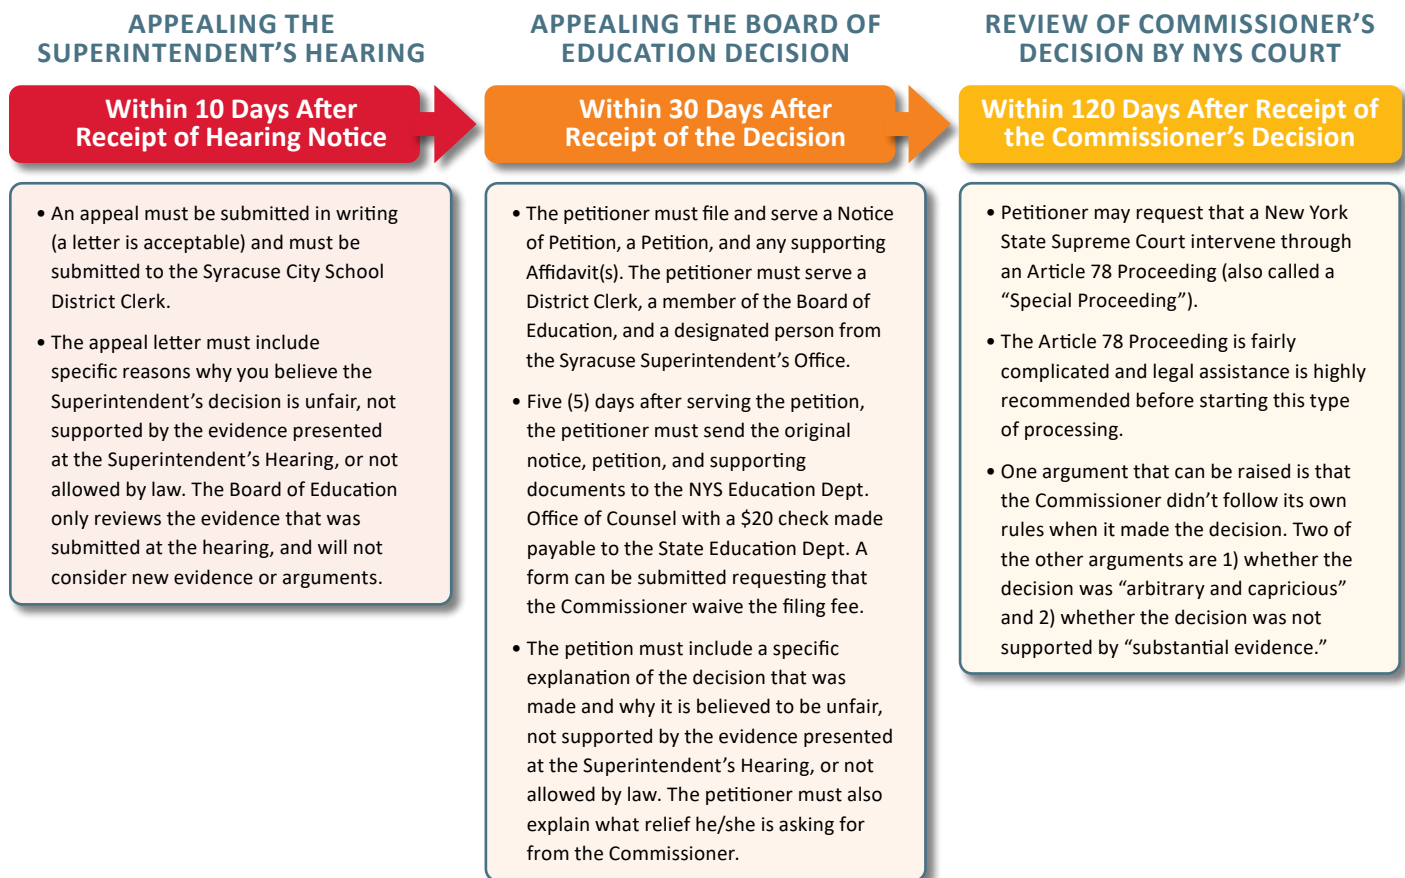 APPEALING THE
SUPERINTENDENT’S HEARING
Within 10 Days After
Receipt of Hearing Notice
• An appeal must be submitted in writing
(a letter is acceptable) and must be
submitted to the Syracuse City School
District Clerk.
• The appeal letter must include
specific reasons why you believe the
Superintendent’s decision is unfair, not
supported by the evidence presented
at the Superintendent’s Hearing, or not
allowed by law. The Board of Education
only reviews the evidence that was
submitted at the hearing, and will not
consider new evidence or arguments.
APPEALING THE BOARD OF
EDUCATION DECISION
Within 30 Days After
Receipt of the Decision
• The petitioner must file and serve a Notice
of Petition, a Petition, and any supporting
Affidavit(s). The petitioner must serve a
District Clerk, a member of the Board of
Education, and a designated person from
the Syracuse Superintendent’s Office.
• Five (5) days after serving the petition,
the petitioner must send the original
notice, petition, and supporting
documents to the NYS Education Dept.
Office of Counsel with a $20 check made
payable to the State Education Dept. A
form can be submitted requesting that
the Commissioner waive the filing fee.
• The petition must include a specific
explanation of the decision that was
made and why it is believed to be unfair,
not supported by the evidence presented
at the Superintendent’s Hearing, or not
allowed by law. The petitioner must also
explain what relief he/she is asking for
from the Commissioner.
REVIEW OF COMMISSIONER’S
DECISION BY NYS COURT
Within 120 Days After Receipt of
the Commissioner’s Decision
• Petitioner may request that a New York
State Supreme Court intervene through
an Article 78 Proceeding (also called a
“Special Proceeding”).
• The Article 78 Proceeding is fairly
complicated and legal assistance is highly
recommended before starting this type
of processing.
• One argument that can be raised is that
the Commissioner didn’t follow its own
rules when it made the decision. Two of
the other arguments are 1) whether the
decision was “arbitrary and capricious”
and 2) whether the decision was not
supported by “substantial evidence.”